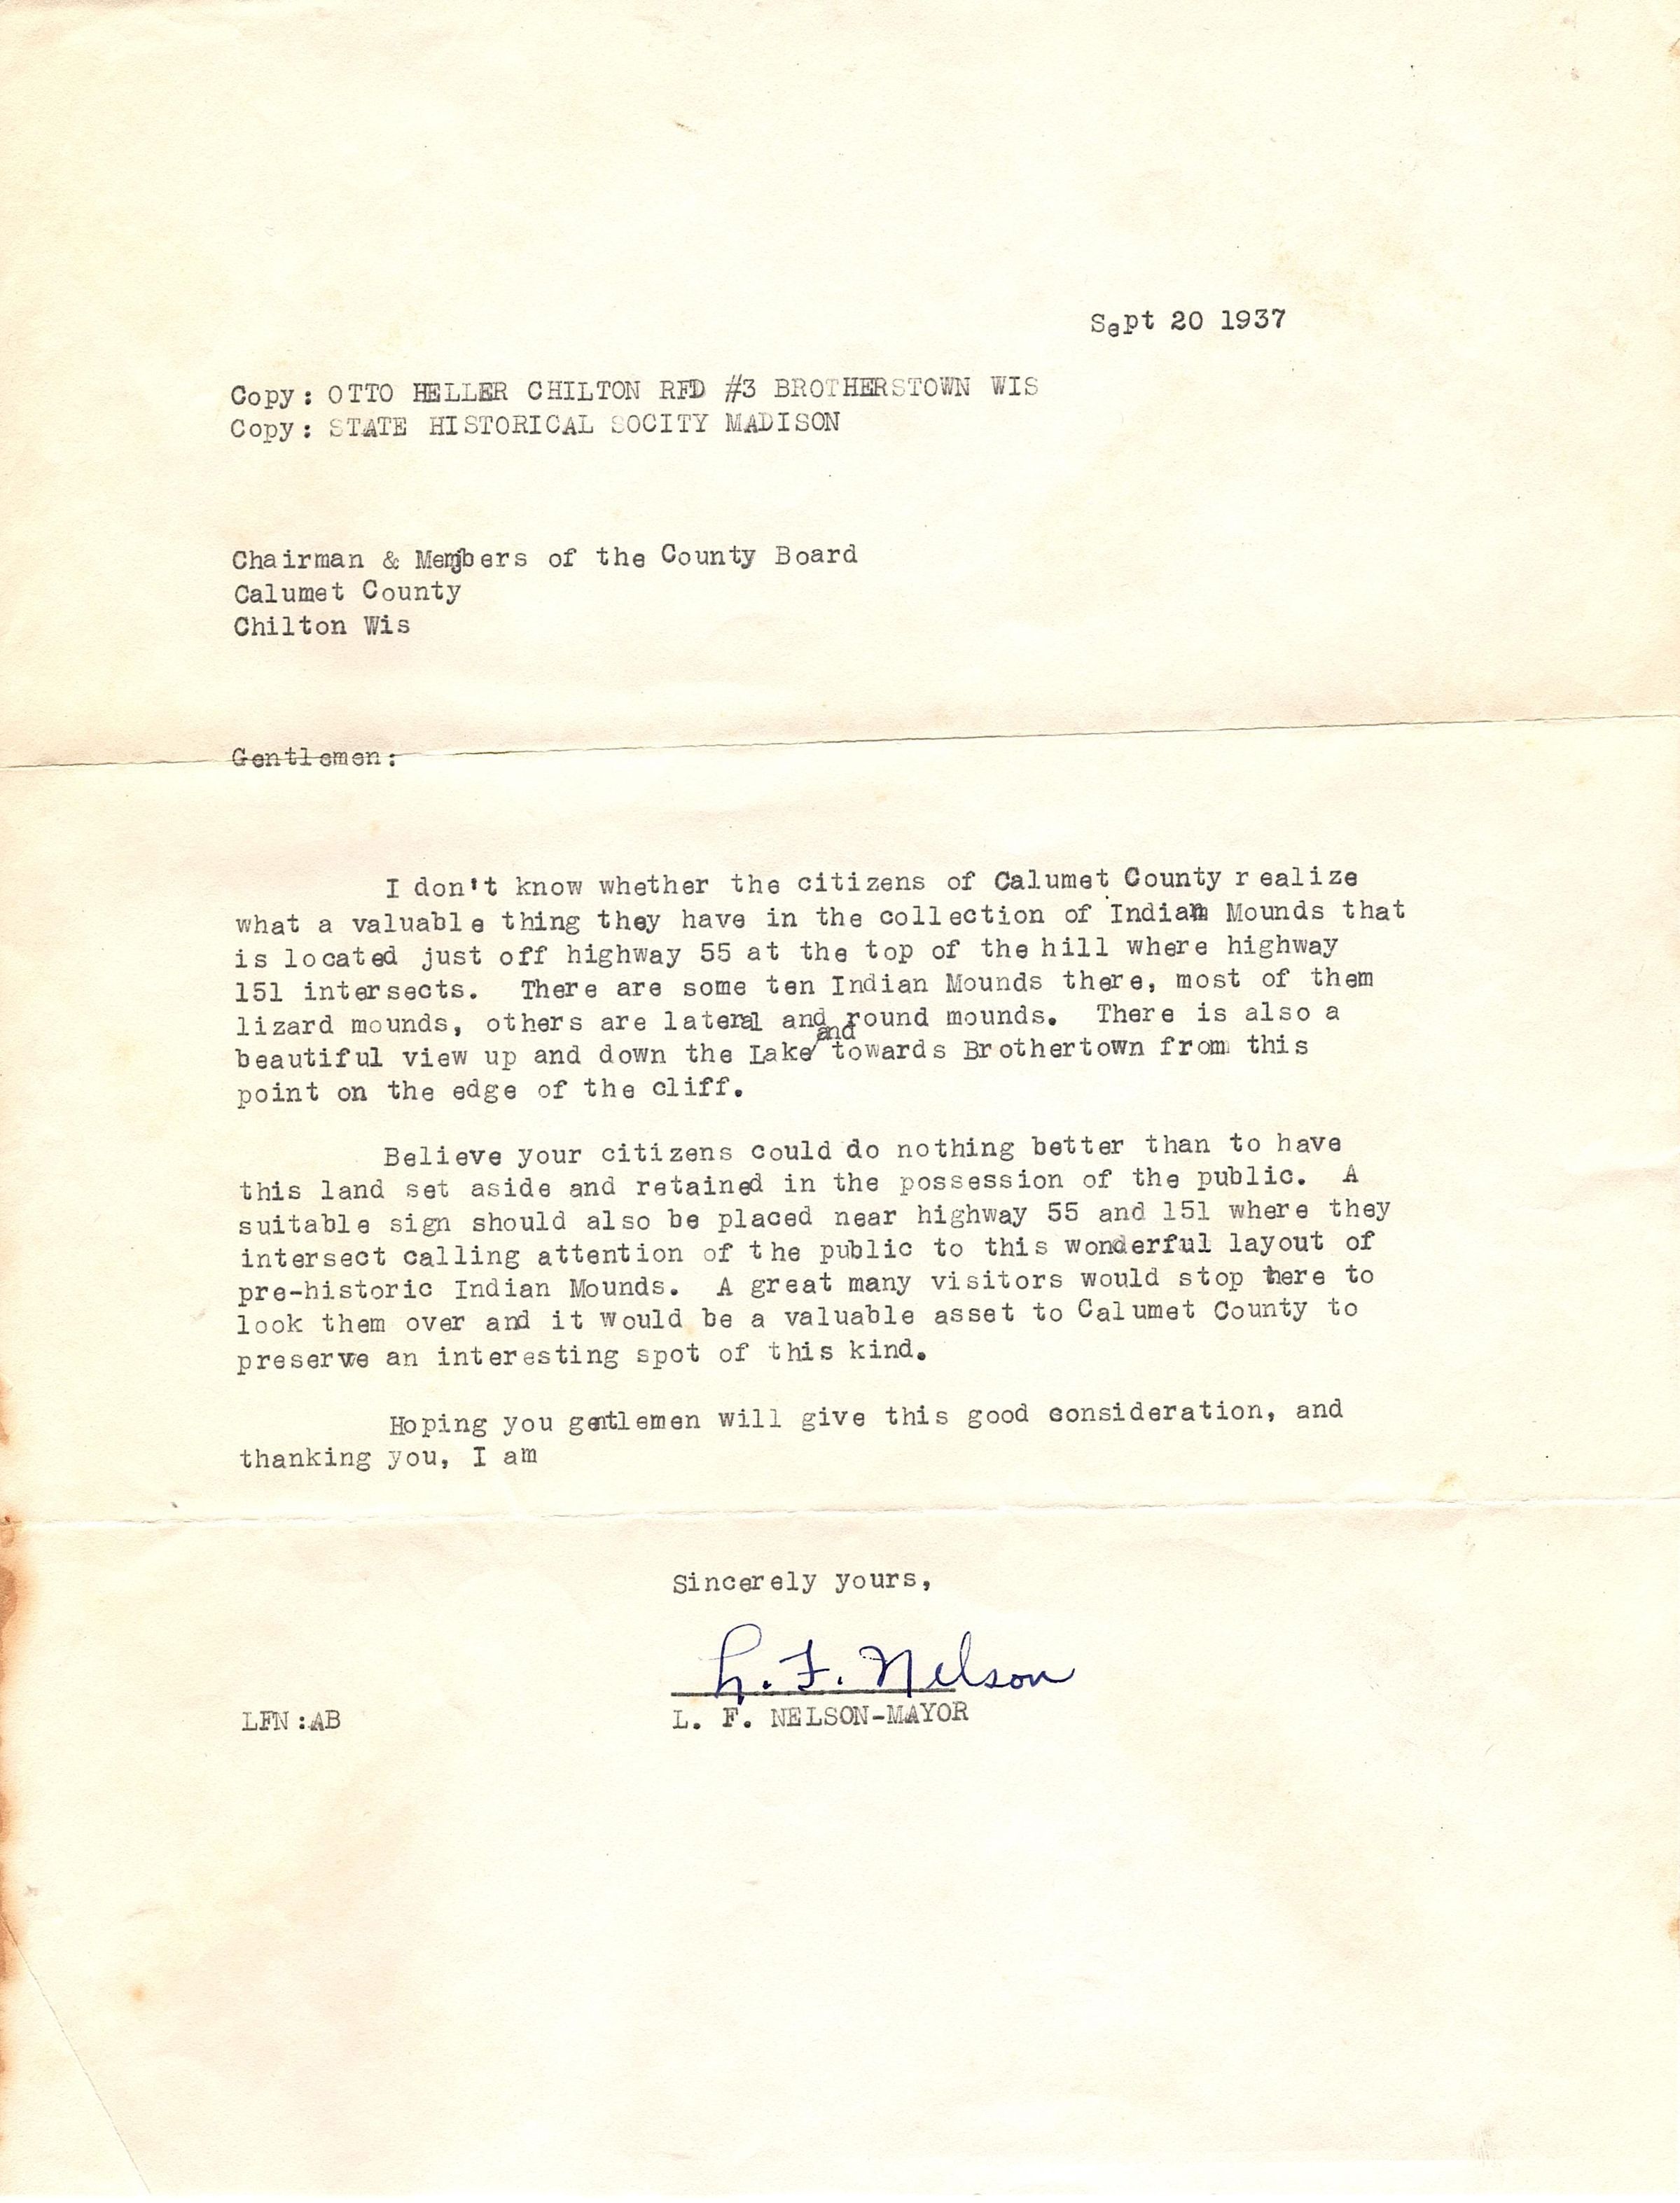 Sept 20 1937
Copy: OTTO HELLER CHILTON RFD #3 BROTHERSTOWN WIS
Copy: STATE HISTORICAL SOCITY MADISON
Chairman & Members of the County Board
Calumet County
Chilton Wis
Gentlemen:
I don't know whether the citizens of Calumet County realize
what a valuable thing they have in the collection of Indian Mounds that
is located just off highway 55 at the top of the hill where highway
151 intersects. There are some ten Indian Mounds there, most of them
lizard mounds, others are lateral and round mounds. There is also a
beautiful view up and down the Lake and towards Brothertown from this
point on the edge of the cliff.
Believe your citizens could do nothing better than to have
this land set aside and retained in the possession of the public. A
suitable sign should also be placed near highway 55 and 151 where they
intersect calling attention of the public to this wonderful layout of
pre-historic Indian Mounds. A great many visitors would stop here to
look them over and it would be a valuable asset to Calumet County to
preserve an interesting spot of this kind.
Hoping you gentlemen will give this good consideration, and
thanking you, I am
Sincerely yours,
L. F. Nelson
LFN:AB L. F. NELSON-MAYOR